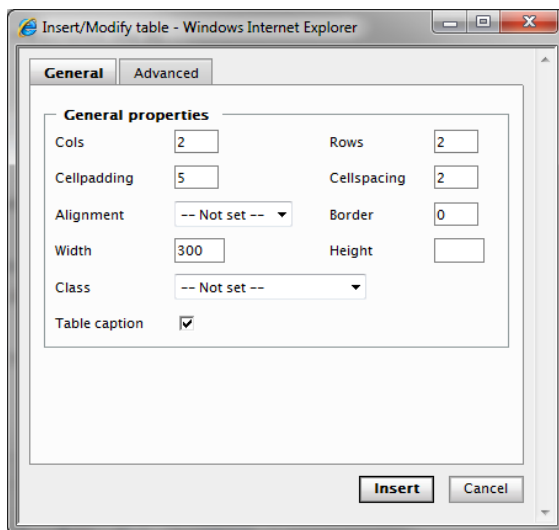 Insert/Modify table - Windows Internet Explorer
General Advanced
General properties
Cols 2 Rows 2
Cellpadding 5 Cellspacing 2
Alignment -- Not set -- Border 0
Width 300 Height
Class -- Not set --
Table caption
Insert Cancel